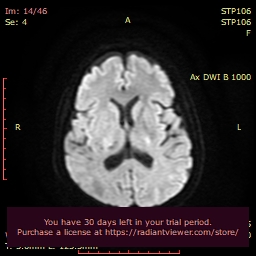 Im: 14/46
Se: 4
A
STP106
STP106
F
Ax DWI B 1000
R
L
You have 30 days left in your trial period.
Purchase a license at https://radiantviewer.com/store/